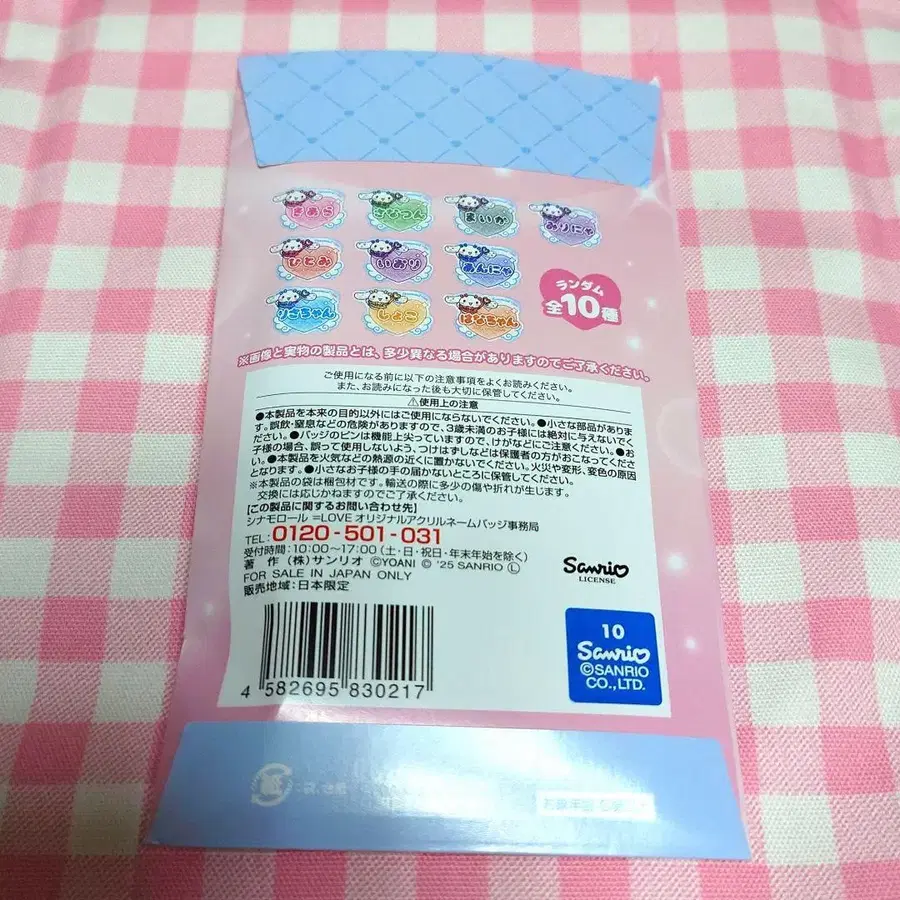 きあら
さなつん
まいか
みりにゃ
ひとみ
いおり
あんにゃ
りさちゃん
しょこ
はなちゃん
ランダム
全10種
※画像と実物の製品とは、多少異なる場合がありますのでご了承ください。
ご使用になる前に以下の注意事項をよくお読みください。
また、お読みになった後も大切に保管してください。
⚠使用上の注意
●本製品を本来の目的以外にはご使用にならないでください。●小さな部品がありま
す。誤飲・窒息などの危険がありますので、3歳未満のお子様には絶対に与えないでく
ださい。●バッジのピンは機能上尖っていますので、けがなどにご注意ください。●お
子様の場合、誤って使用しないよう、つけはずしなどは保護者の方がおこなってくださ
い。●本製品を火気などの熱源の近くに置かないでください。火災や変形、変色の原因
となります。●小さなお子様の手の届かないところに保管してください。
※本製品の袋は梱包材です。輸送の際に多少の傷や折れが生じます。
交換には応じかねますのでご了承ください。
【この製品に関するお問い合わせ先】
シナモロール =LOVE オリジナルアクリルネームバッジ事務局
TEL:0120-501-031
受付時間:10:00〜17:00(土・日・祝日・年末年始を除く)
著 作 (株)サンリオ ©YOANI © '25 SANRIO Ⓛ
FOR SALE IN JAPAN ONLY
販売地域:日本限定
Sanrio
LICENSE
4 582695 830217
10
Sanrio
©SANRIO
CO.,LTD.